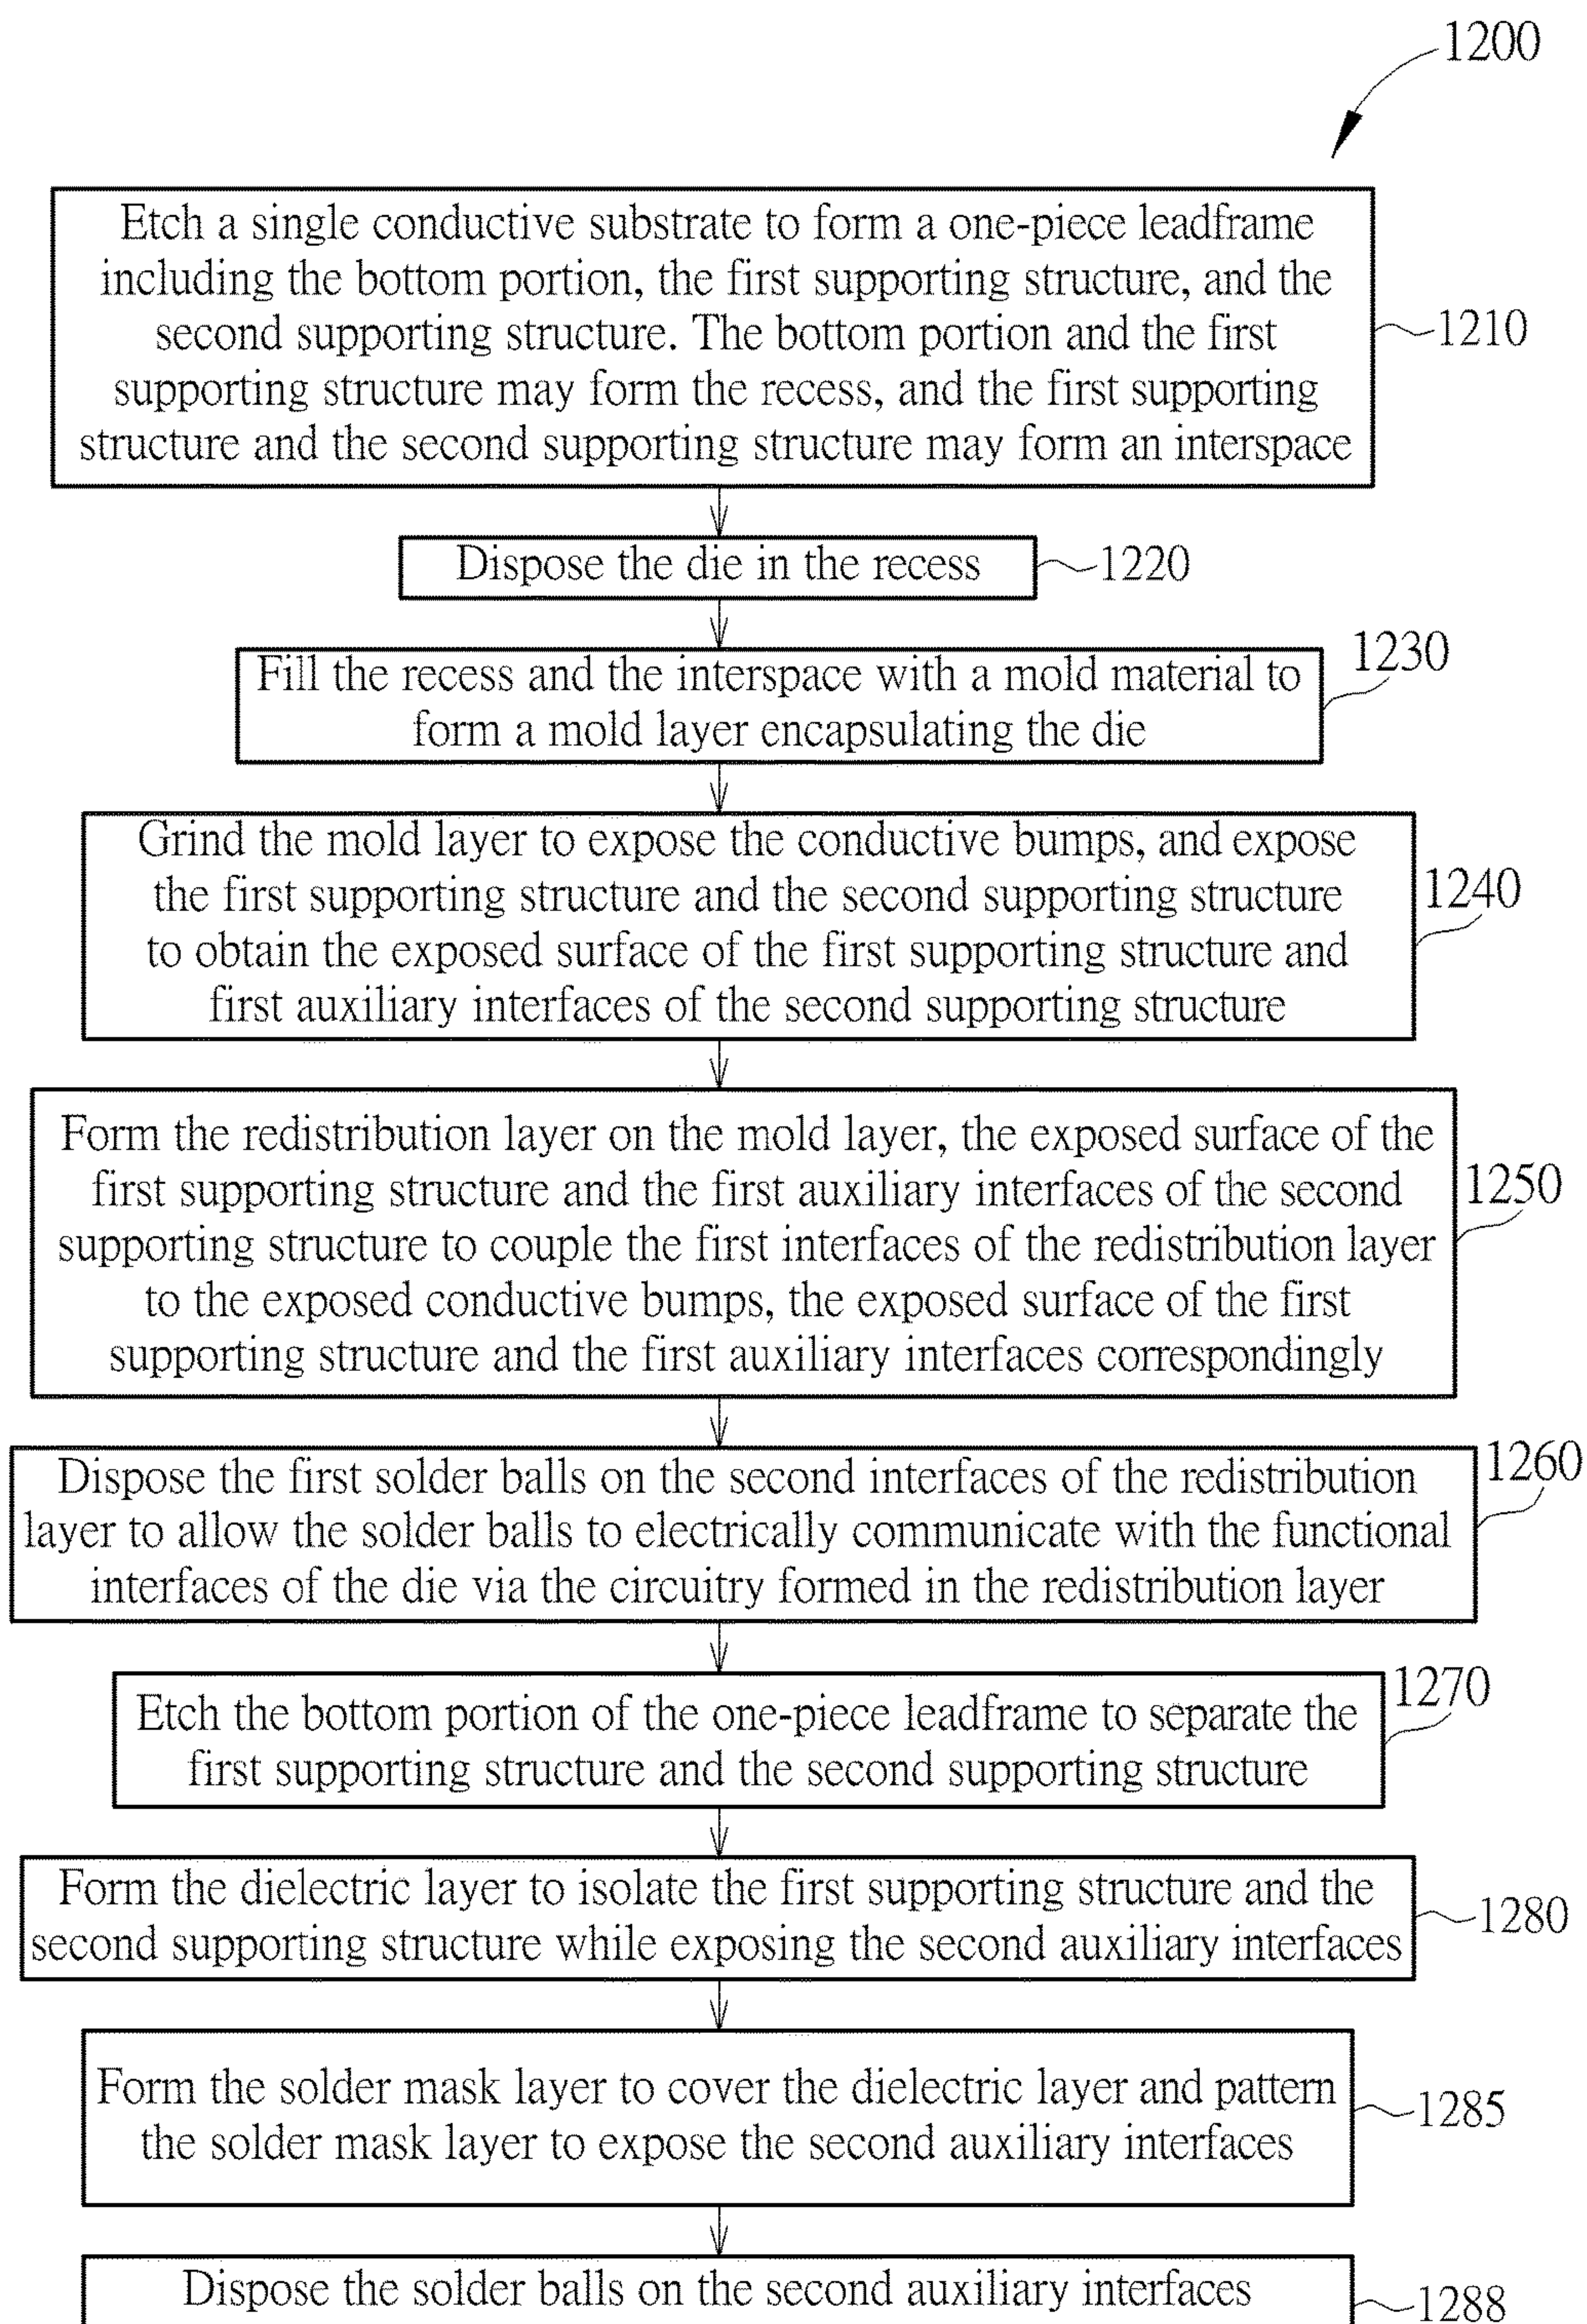 1200
Etch a single conductive substrate to form a one-piece leadframe
including the bottom portion, the first supporting structure, and the
second supporting structure. The bottom portion and the first
supporting structure may form the recess, and the first supporting
structure and the second supporting structure may form an interspace
1210
Dispose the die in the recess
1220
Fill the recess and the interspace with a mold material to
form a mold layer encapsulating the die
1230
Grind the mold layer to expose the conductive bumps, and expose
the first supporting structure and the second supporting structure
to obtain the exposed surface of the first supporting structure and
first auxiliary interfaces of the second supporting structure
1240
Form the redistribution layer on the mold layer, the exposed surface of the
first supporting structure and the first auxiliary interfaces of the second
supporting structure to couple the first interfaces of the redistribution layer
to the exposed conductive bumps, the exposed surface of the first
supporting structure and the first auxiliary interfaces correspondingly
1250
Dispose the first solder balls on the second interfaces of the redistribution
layer to allow the solder balls to electrically communicate with the functional
interfaces of the die via the circuitry formed in the redistribution layer
1260
Etch the bottom portion of the one-piece leadframe to separate the
first supporting structure and the second supporting structure
1270
Form the dielectric layer to isolate the first supporting structure and the
second supporting structure while exposing the second auxiliary interfaces
1280
Form the solder mask layer to cover the dielectric layer and pattern
the solder mask layer to expose the second auxiliary interfaces
1285
Dispose the solder balls on the second auxiliary interfaces
1288